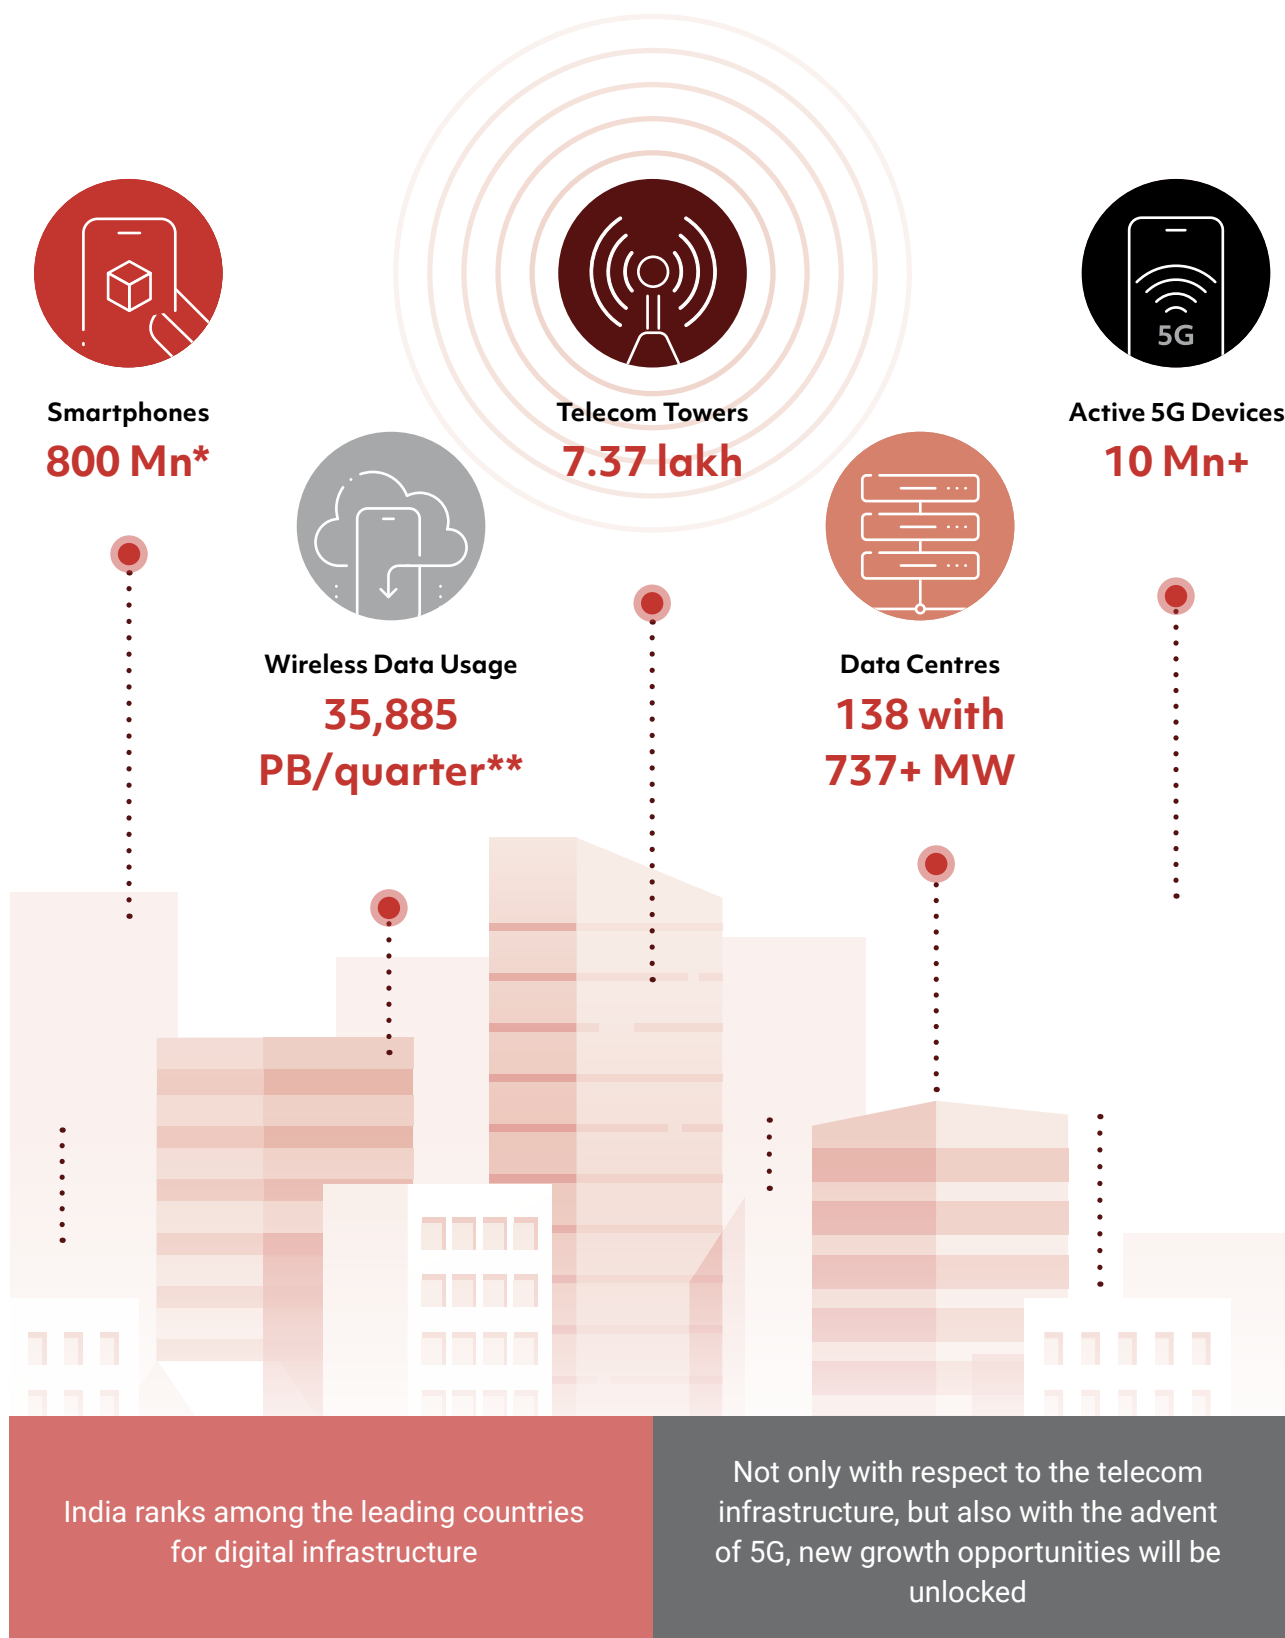 5G
Smartphones
800 Mn*
Telecom Towers
7.37 lakh
Active 5G Devices
10 Mn+
Wireless Data Usage
35,885
PB/quarter**
Data Centres
138 with
737+ MW
India ranks among the leading countries
for digital infrastructure
Not only with respect to the telecom
infrastructure, but also with the advent
of 5G, new growth opportunities will be
unlocked